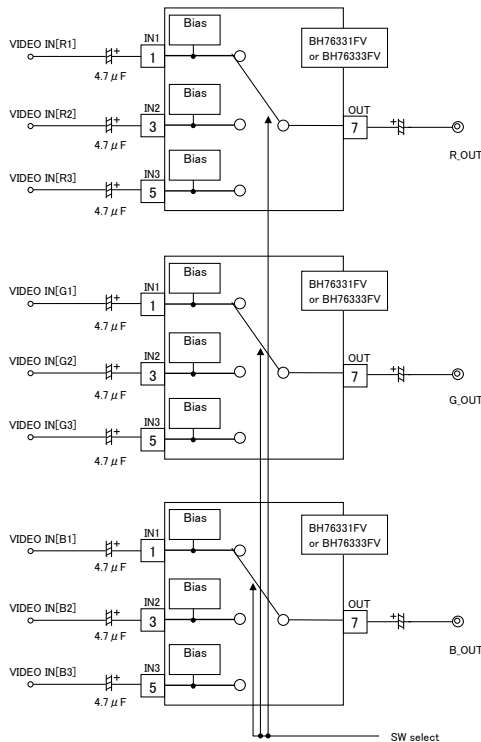 Bias
BH76331FV
or BH76333FV
VIDEO IN[R1]
4.7μF
IN1
1
Bias
VIDEO IN[R2]
4.7μF
IN2
3
OUT
7
R_OUT
Bias
VIDEO IN[R3]
4.7μF
IN3
5
Bias
BH76331FV
or BH76333FV
VIDEO IN[G1]
4.7μF
IN1
1
Bias
VIDEO IN[G2]
4.7μF
IN2
3
OUT
7
G_OUT
Bias
VIDEO IN[G3]
4.7μF
IN3
5
Bias
BH76331FV
or BH76333FV
VIDEO IN[B1]
4.7μF
IN1
1
Bias
VIDEO IN[B2]
4.7μF
IN2
3
OUT
7
B_OUT
Bias
VIDEO IN[B3]
4.7μF
IN3
5
SW select